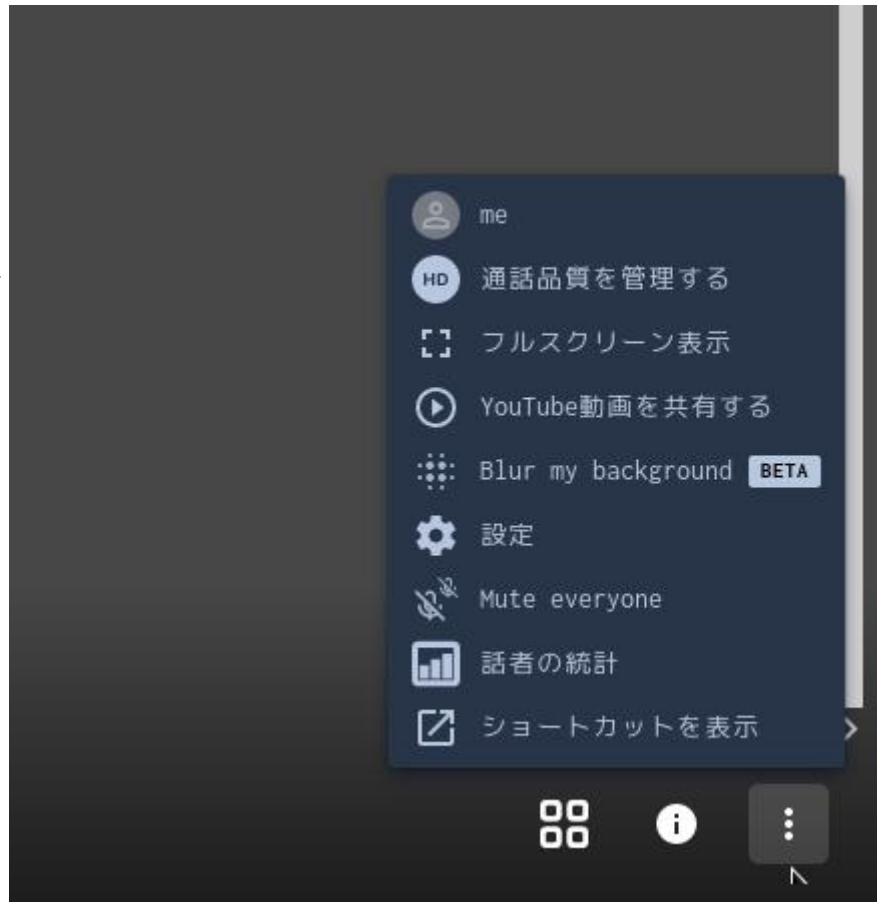 me
HD 通話品質を管理する
フルスクリーン表示
YouTube動画を共有する
Blur my background BETA
設定
Mute everyone
話者の統計
ショートカットを表示